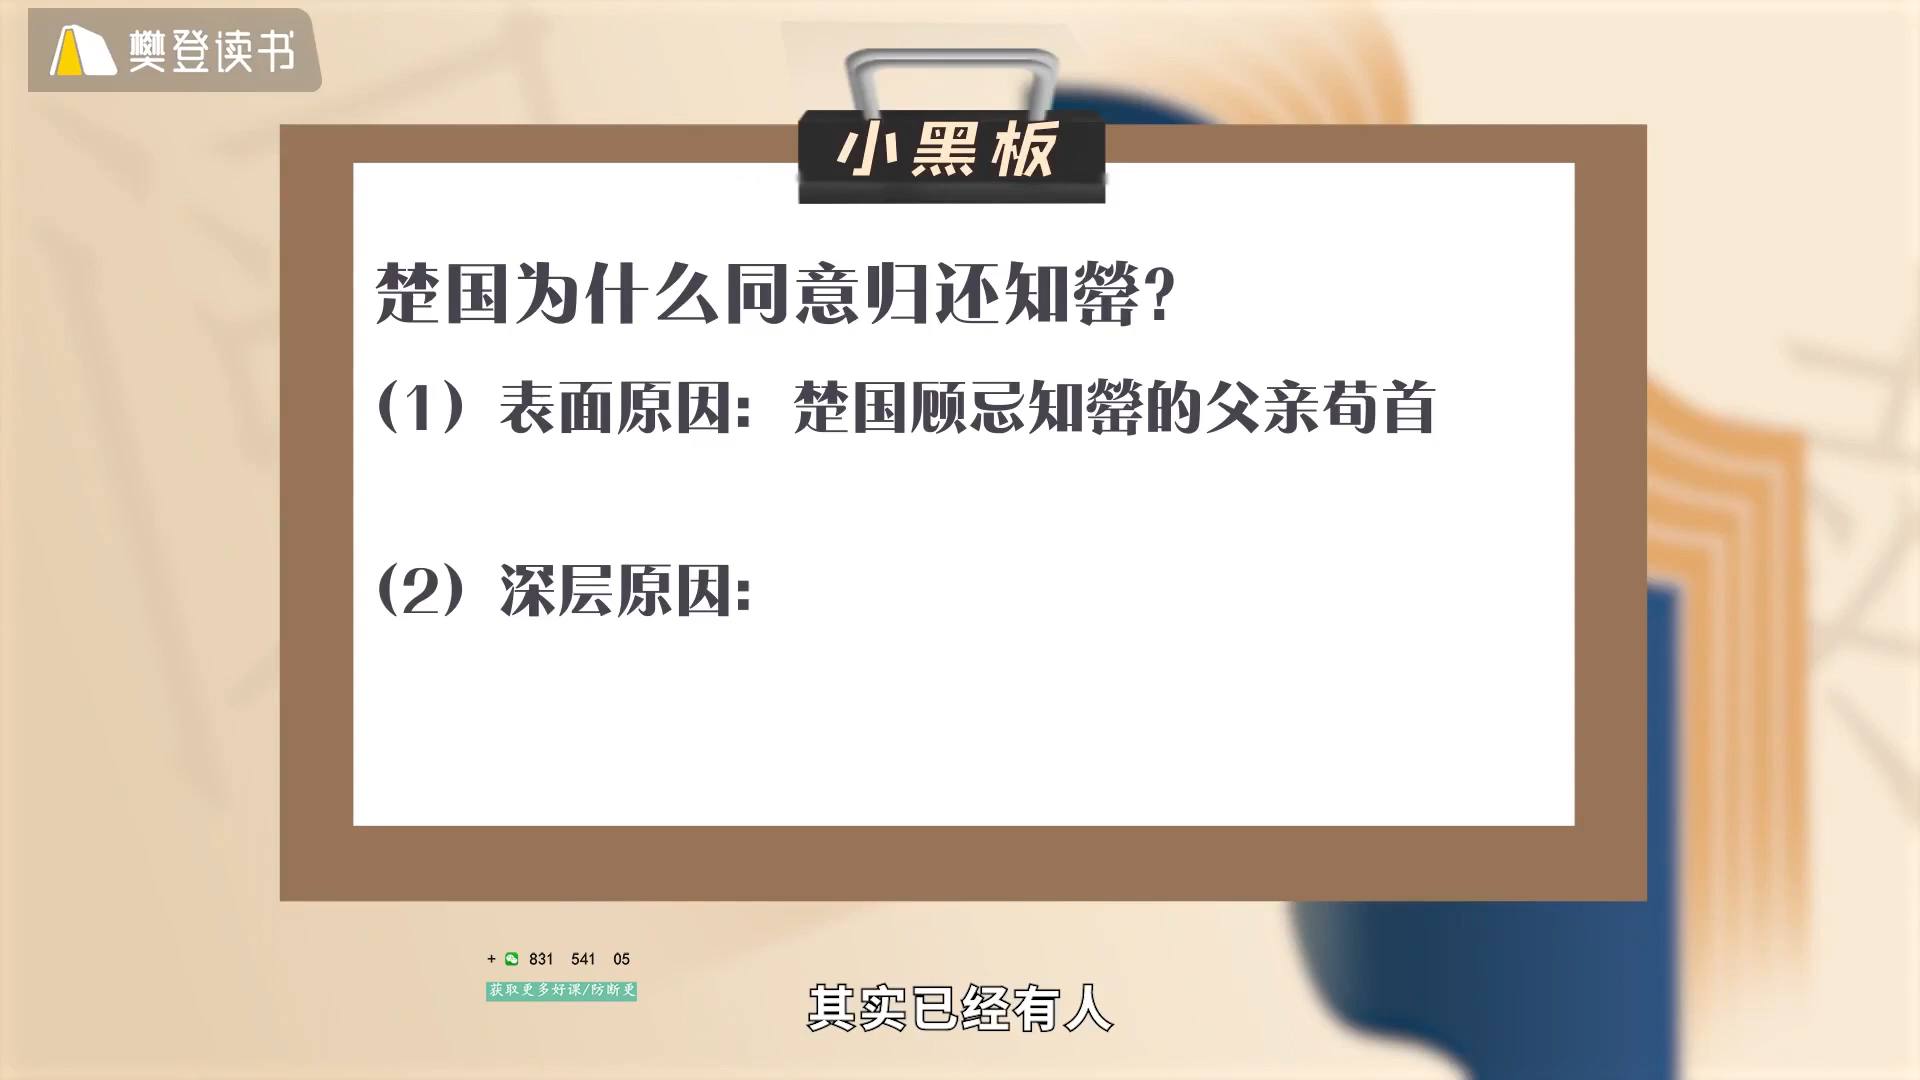 樊登读书
小黑板
楚国为什么同意归还知罃?
(1) 表面原因: 楚国顾忌知罃的父亲荀首
(2) 深层原因:
+ 831 541 05
获取更多好课/防断更
其实已经有人